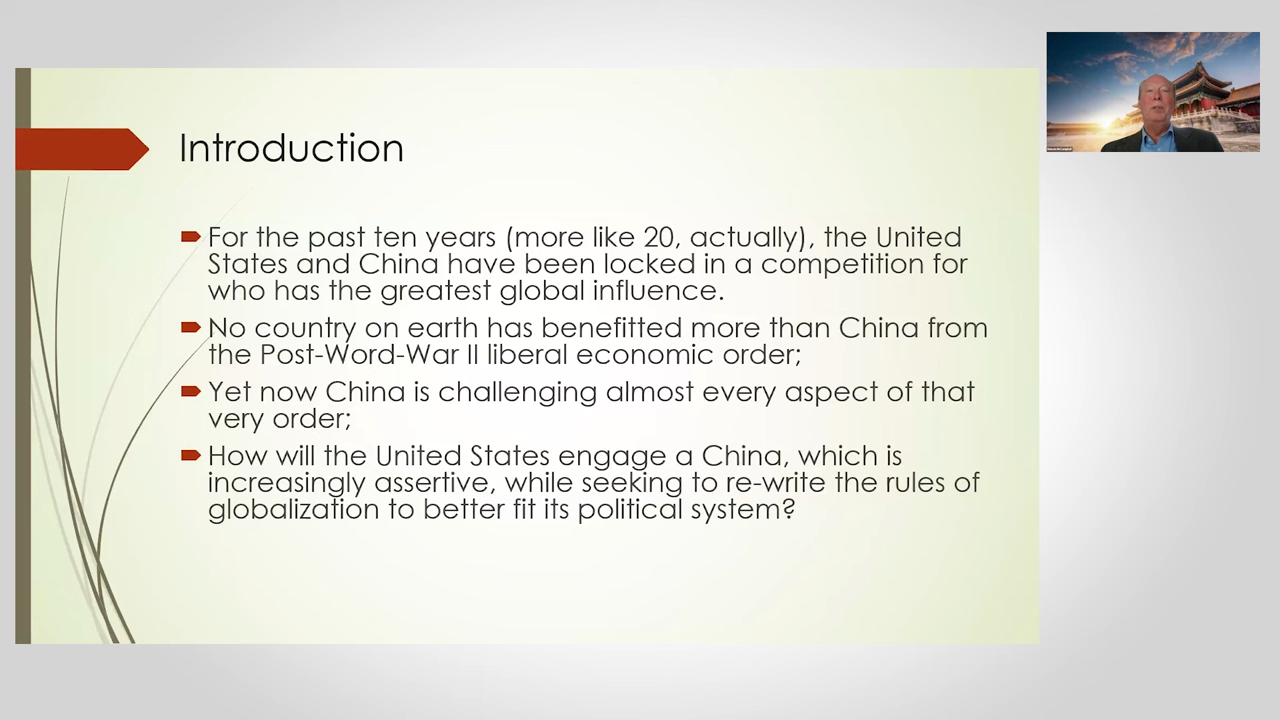 Introduction
For the past ten years (more like 20, actually), the United
States and China have been locked in a competition for
who has the greatest global influence.
No country on earth has benefitted more than China from
the Post-Word-War II liberal economic order;
Yet now China is challenging almost every aspect of that
very order;
How will the United States engage a China, which is
increasingly assertive, while seeking to re-write the rules of
globalization to better fit its political system?